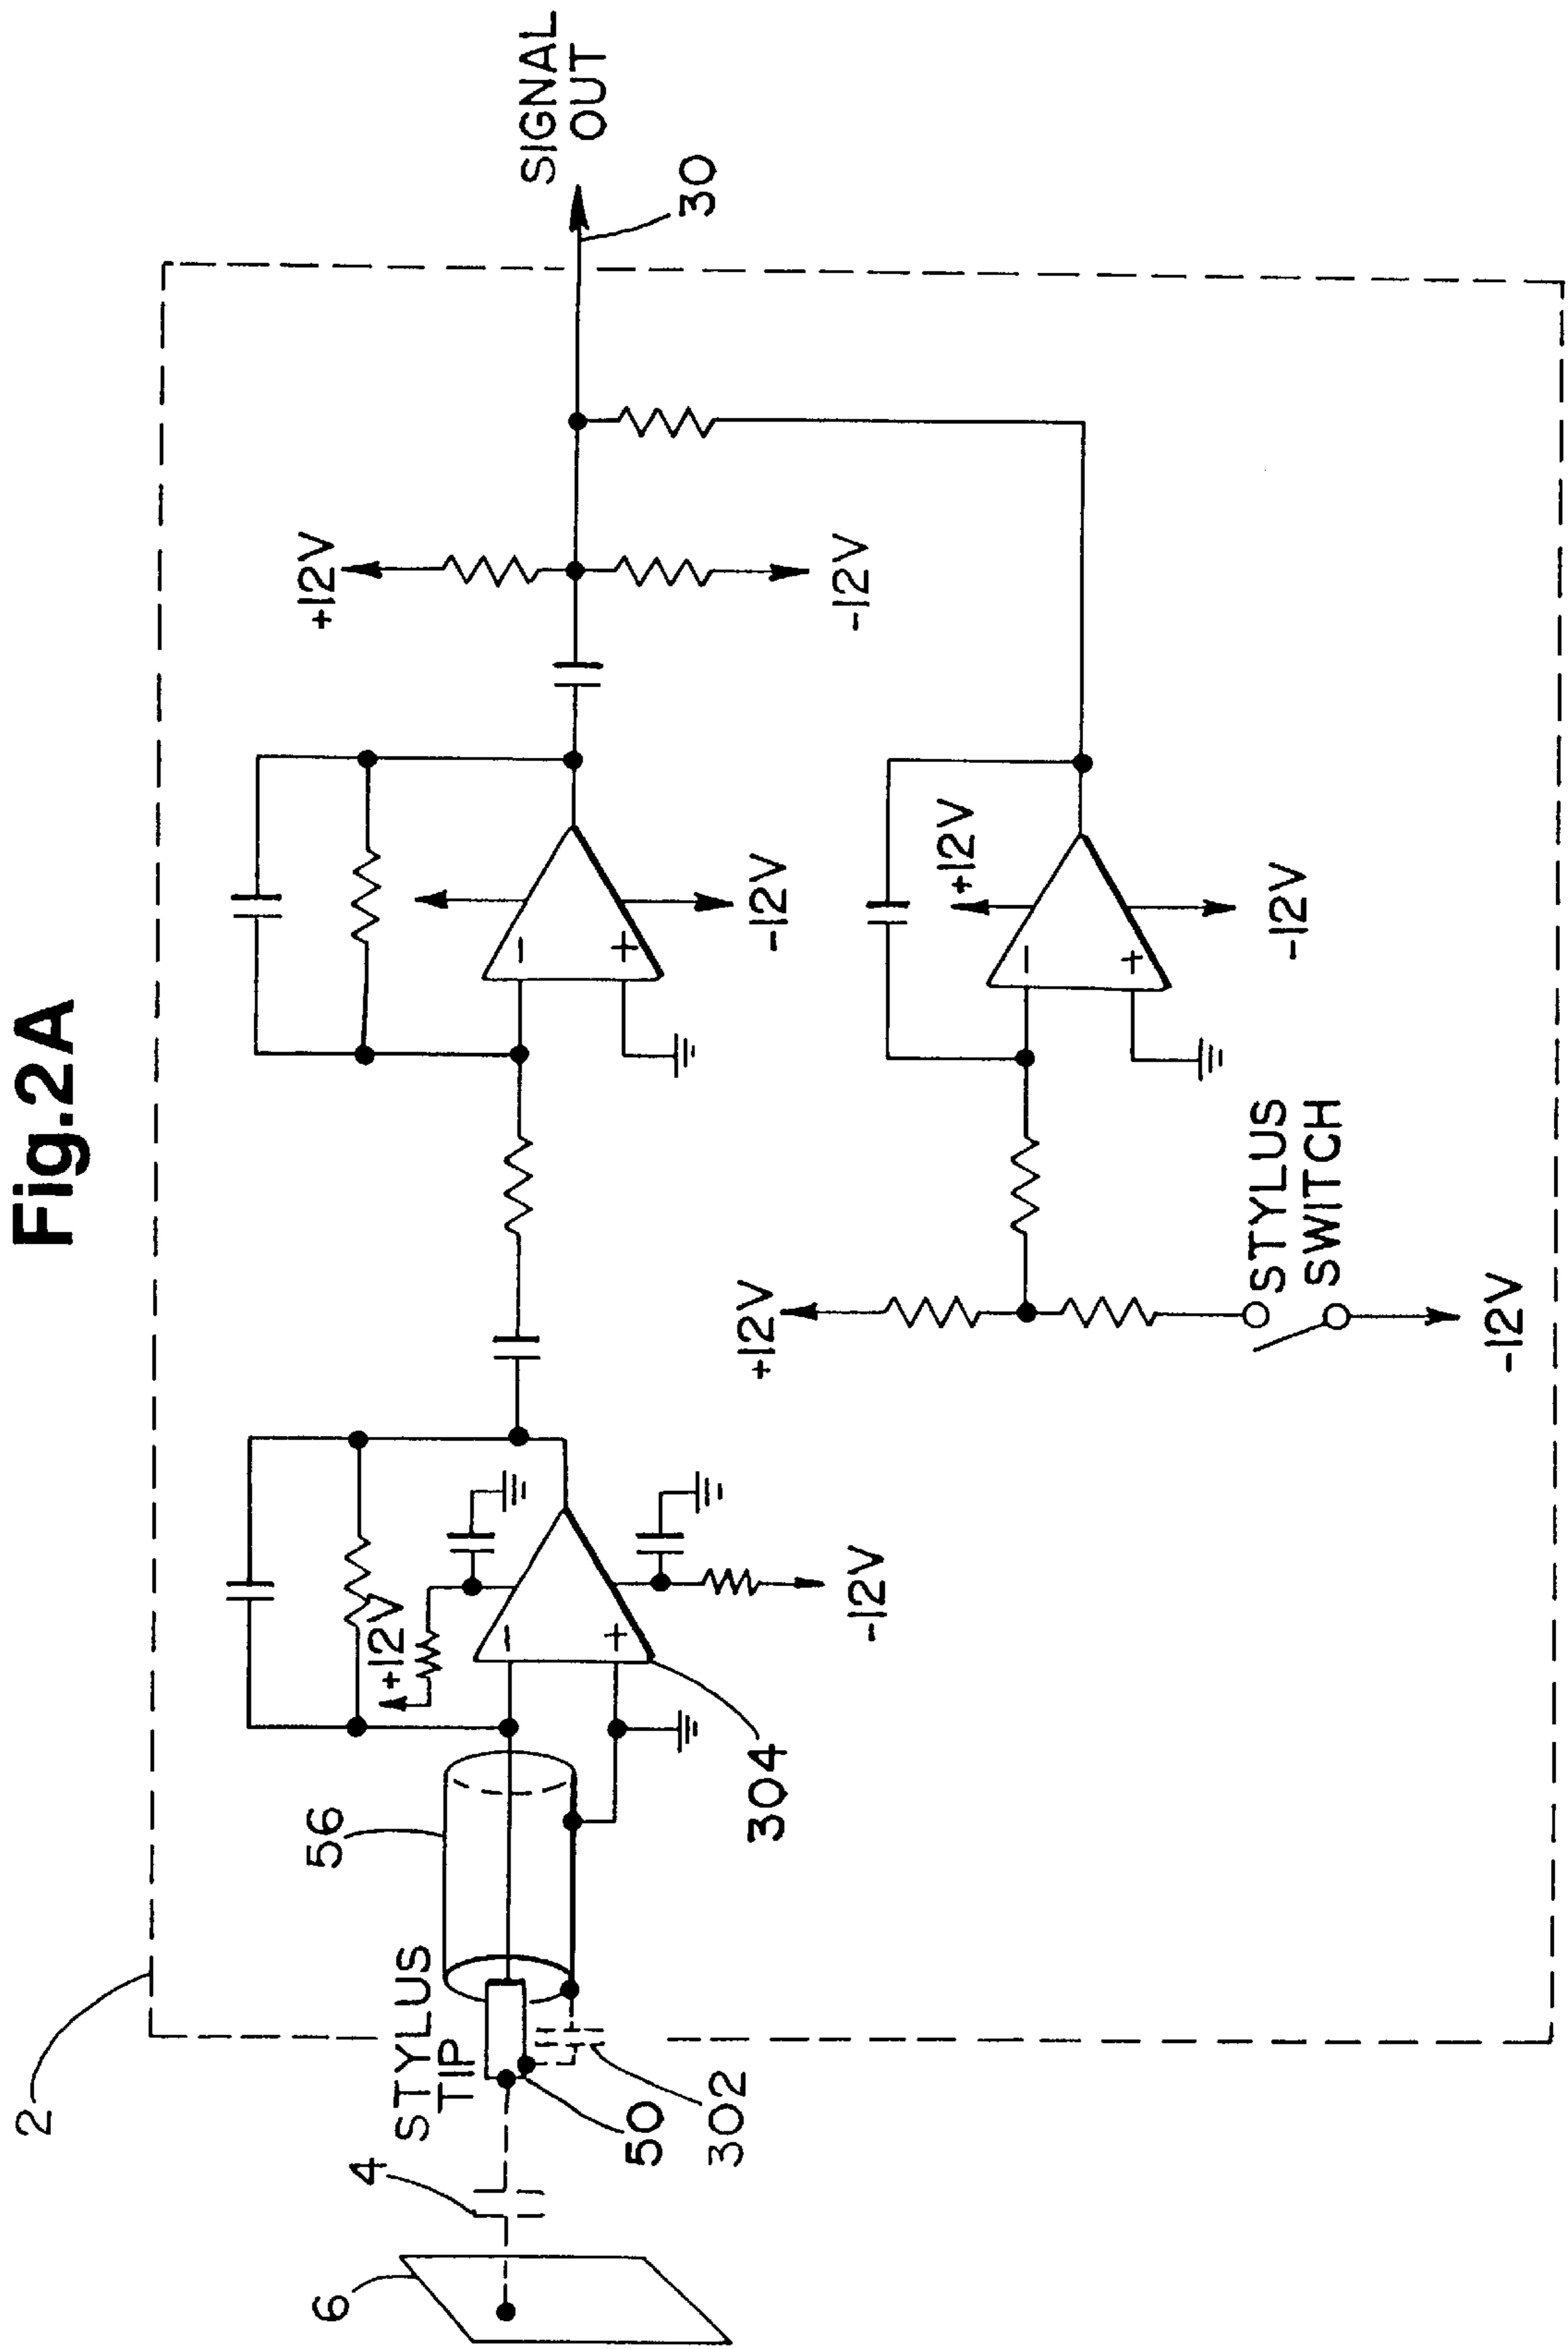 Fig.2A
2
6
4
STYLUS
TIP
50
302
56
304
+12V
-12V
-12V
+12V
-12V
SIGNAL
OUT
30
+12V
STYLUS
SWITCH
-12V
+12V
-12V